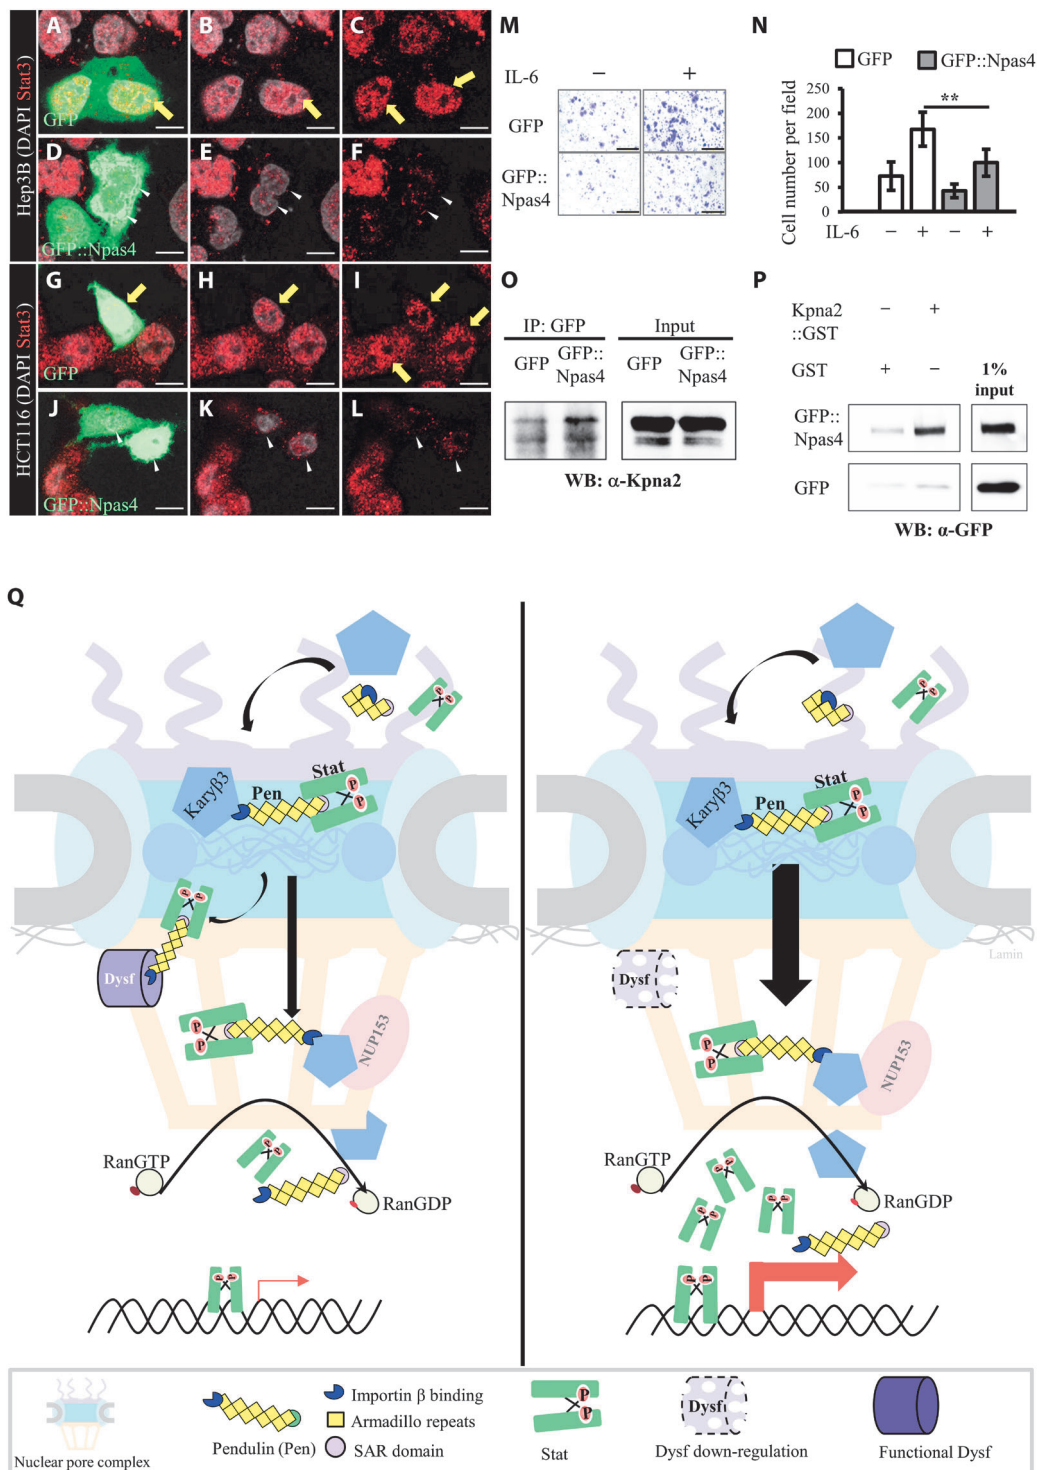 A
B
C
GFP
D
E
F
GFP::Npas4
Hep3B (DAPI Stat3)
G
H
I
GFP
J
K
L
GFP::Npas4
HCT116 (DAPI Stat3)
M
IL-6 − +
GFP
GFP::
Npas4
N
GFP GFP::Npas4
**
Cell number per field
250
200
150
100
50
0
IL-6 − + − +
O
IP: GFP Input
GFP GFP:: GFP GFP::
Npas4 Npas4
WB: α-Kpna2
P
Kpna2 − +
::GST
GST + − 1%
input
GFP::
Npas4
GFP
WB: α-GFP
Q
Stat
P
P
Karyβ3
Pen
Dysf
P
P
NUP153
RanGTP
RanGDP
Stat
P
P
Karyβ3
Pen
Lamin
Dysf
P
P
NUP153
RanGTP
RanGDP
Nuclear pore complex
Pendulin (Pen)
Importin β binding
Armadillo repeats
SAR domain
P
P
Stat
Dysf
Dysf down-regulation
Functional Dysf